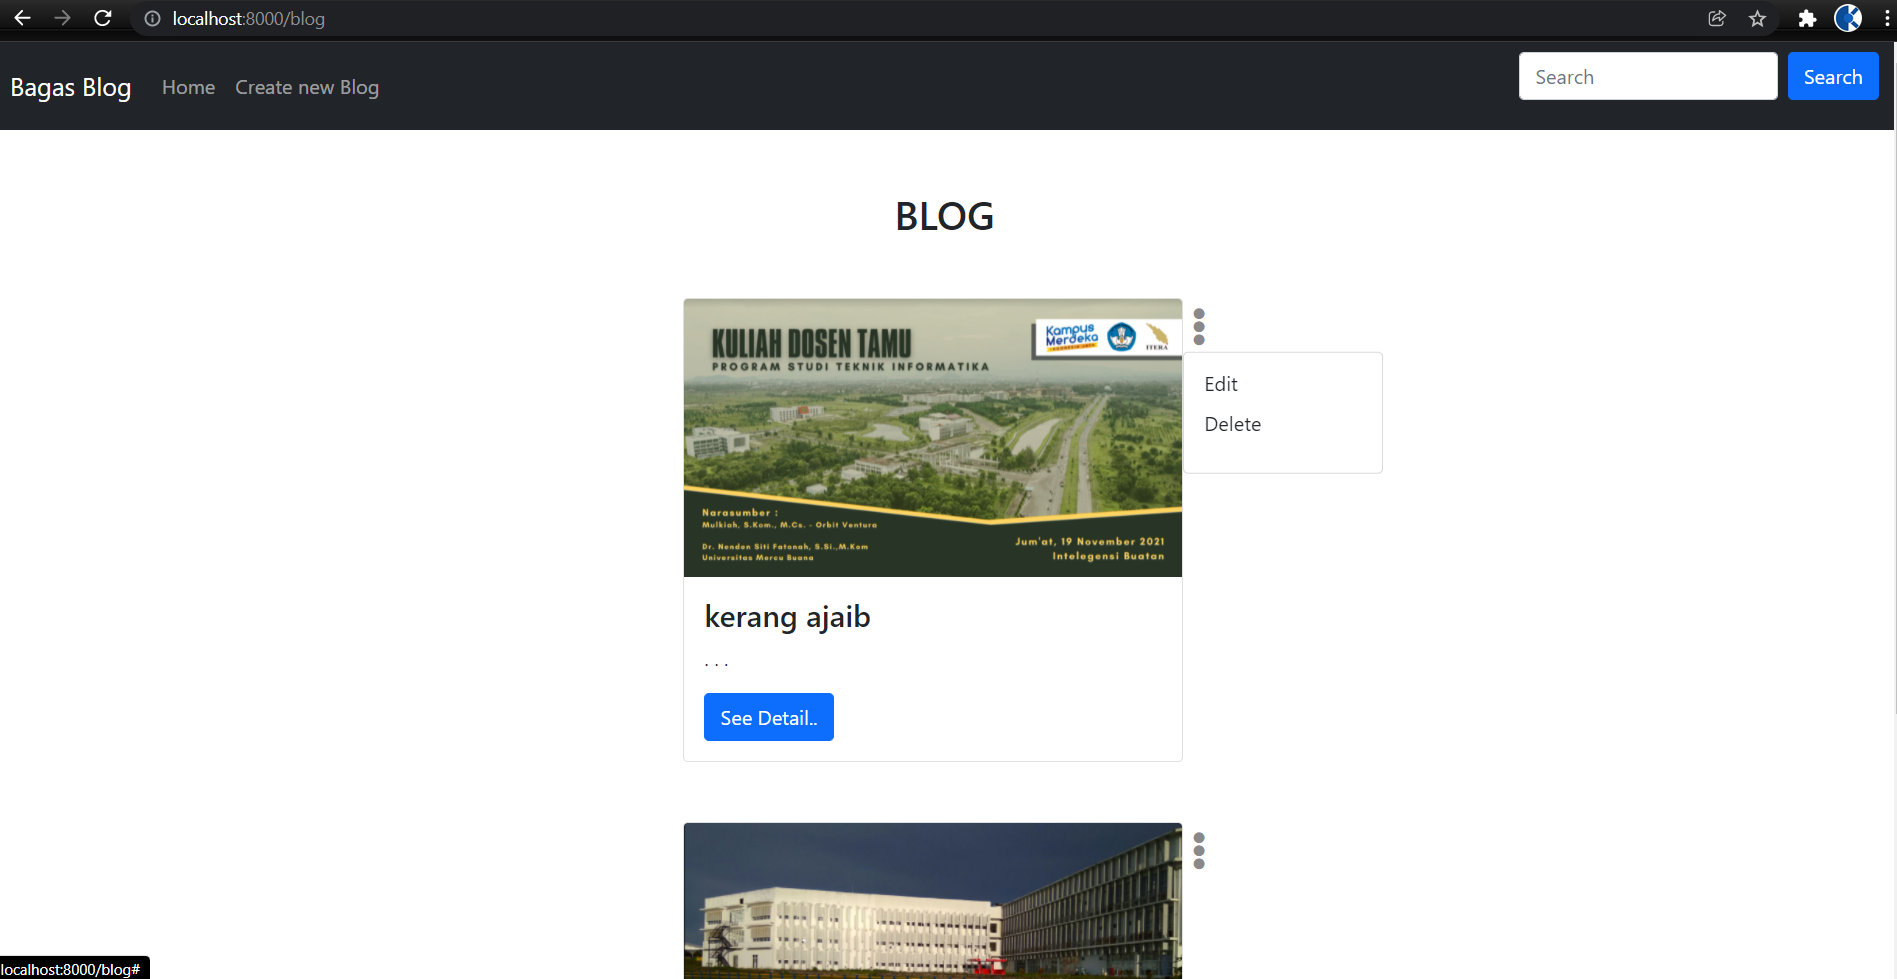 localhost:8000/blog
Bagas Blog
Home
Create new Blog
Search
Search
BLOG
KULIAH DOSEN TAMU
PROGRAM STUDI TEKNIK INFORMATIKA
Kampus
Merdeka
INDONESIA JAYA
ITERA
Narasumber :
Mulkiah, S.Kom., M.Cs. - Orbit Ventura
Dr. Nenden Siti Fatonah, S.Si.,M.Kom
Universitas Mercu Buana
Jum'at, 19 November 2021
Intelegensi Buatan
Edit
Delete
kerang ajaib
. . .
See Detail..
localhost:8000/blog#